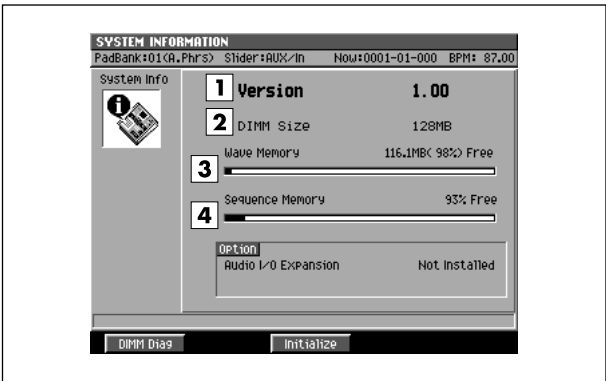 SYSTEM INFORMATION
PadBank:01(A.Phrs) Slider:AUX/In Now:0001-01-000 BPM: 87.00
System Info
1 Version 1.00
2 DIMM Size 128MB
Wave Memory 116.1MB( 98%) Free
3
Sequence Memory 93% Free
4
Option
Audio I/O Expansion Not Installed
DIMM Diag Initialize